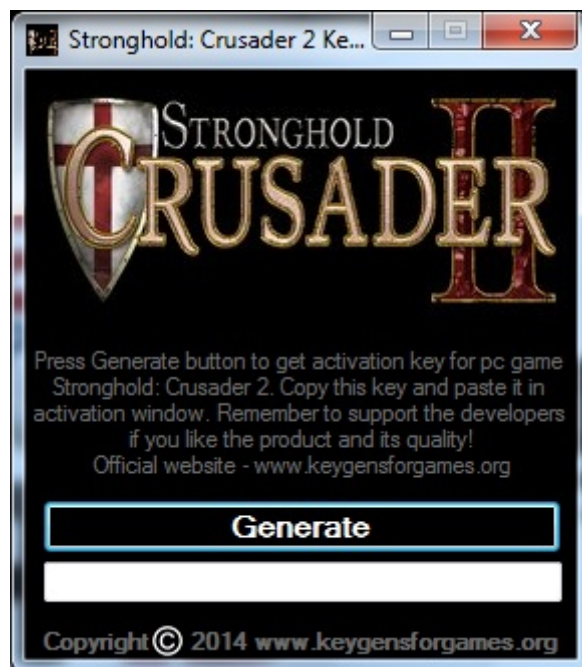 Stronghold: Crusader 2 Ke...
STRONGHOLD
CRUSADER II
Press Generate button to get activation key for pc game
Stronghold: Crusader 2. Copy this key and paste it in
activation window. Remember to support the developers
if you like the product and its quality!
Official website - www.keygensforgames.org
Generate
Copyright © 2014 www.keygensforgames.org